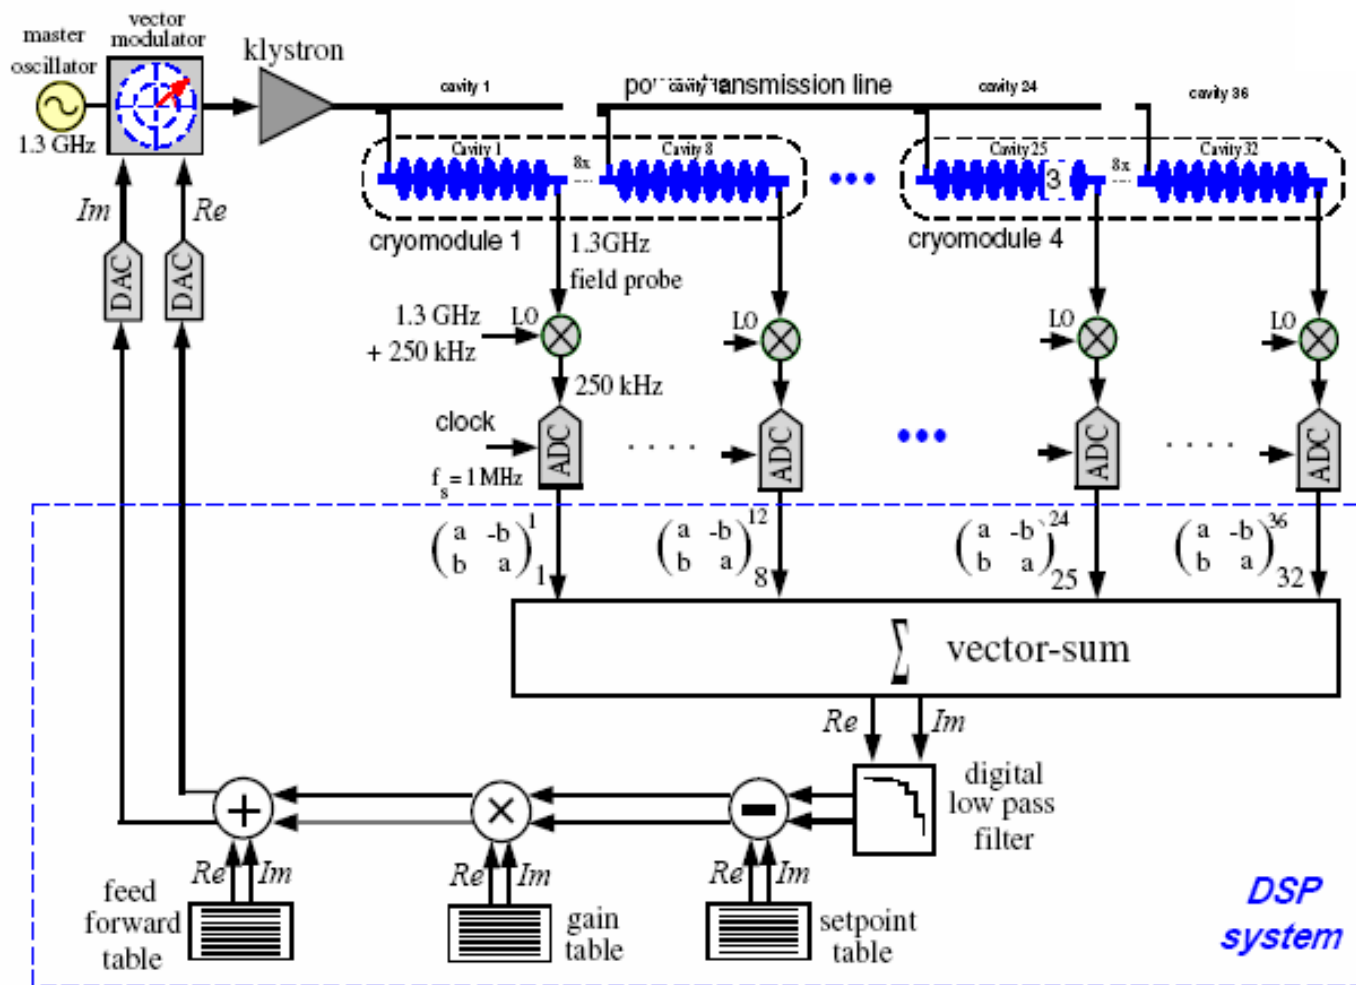 vector
modulator
master
oscillator
1.3 GHz
klystron
cavity 1
transmission line
cavity 24
cavity 36
Cavity 1
8x
Cavity 8
Cavity 25
3
8x
Cavity 32
Im
Re
cryomodule 1
cryomodule 4
DAC
DAC
1.3GHz
field probe
1.3 GHz
+ 250 kHz
LO
LO
LO
LO
250 kHz
clock
f_s = 1 MHz
ADC
ADC
ADC
ADC
a -b 1
b a 1
a -b 12
b a 8
a -b 24
b a 25
a -b 36
b a 32
∑ vector-sum
Re
Im
digital
low pass
filter
+
×
−
Re Im
Re Im
Re Im
feed
forward
table
gain
table
setpoint
table
DSP
system